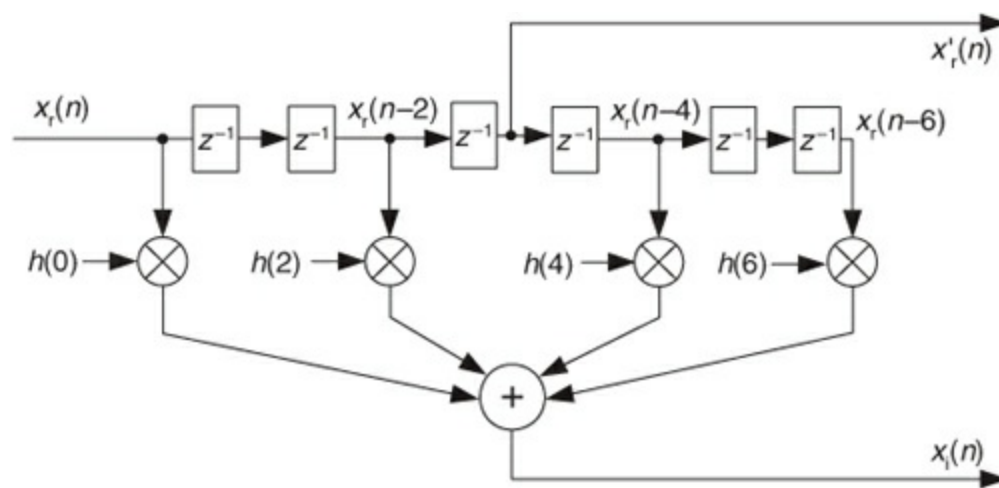 x'ᵣ(n)
xᵣ(n)
xᵣ(n–2)
xᵣ(n–4)
xᵣ(n–6)
z⁻¹
z⁻¹
z⁻¹
z⁻¹
z⁻¹
z⁻¹
h(0)
h(2)
h(4)
h(6)
+
xᵢ(n)